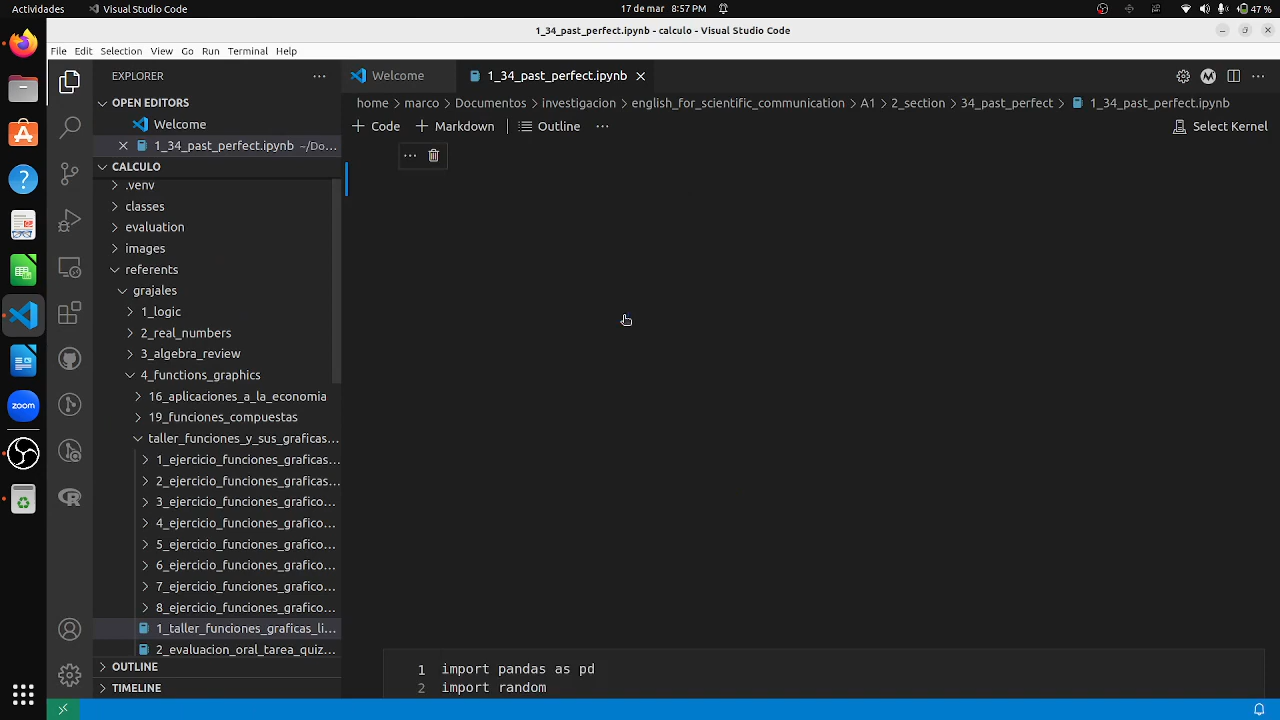 Actividades Visual Studio Code 17 de mar 8:57 PM 47 %
1_34_past_perfect.ipynb - calculo - Visual Studio Code
File Edit Selection View Go Run Terminal Help
EXPLORER
Welcome 1_34_past_perfect.ipynb
OPEN EDITORS
home marco Documentos investigacion english_for_scientific_communication A1 2_section 34_past_perfect 1_34_past_perfect.ipynb
Welcome
Code Markdown Outline ... Select Kernel
1_34_past_perfect.ipynb ~/Do...
CALCULO
.venv
classes
evaluation
images
referents
grajales
1_logic
2_real_numbers
3_algebra_review
4_functions_graphics
16_aplicaciones_a_la_economia
19_funciones_compuestas
taller_funciones_y_sus_graficas...
1_ejercicio_funciones_graficas...
2_ejercicio_funciones_graficas...
3_ejercicio_funciones_grafico...
4_ejercicio_funciones_grafico...
5_ejercicio_funciones_grafico...
6_ejercicio_funciones_grafico...
7_ejercicio_funciones_grafico...
8_ejercicio_funciones_grafico...
1_taller_funciones_graficas_li...
2_evaluacion_oral_tarea_quiz...
OUTLINE
TIMELINE
1 import pandas as pd
2 import random
zoom